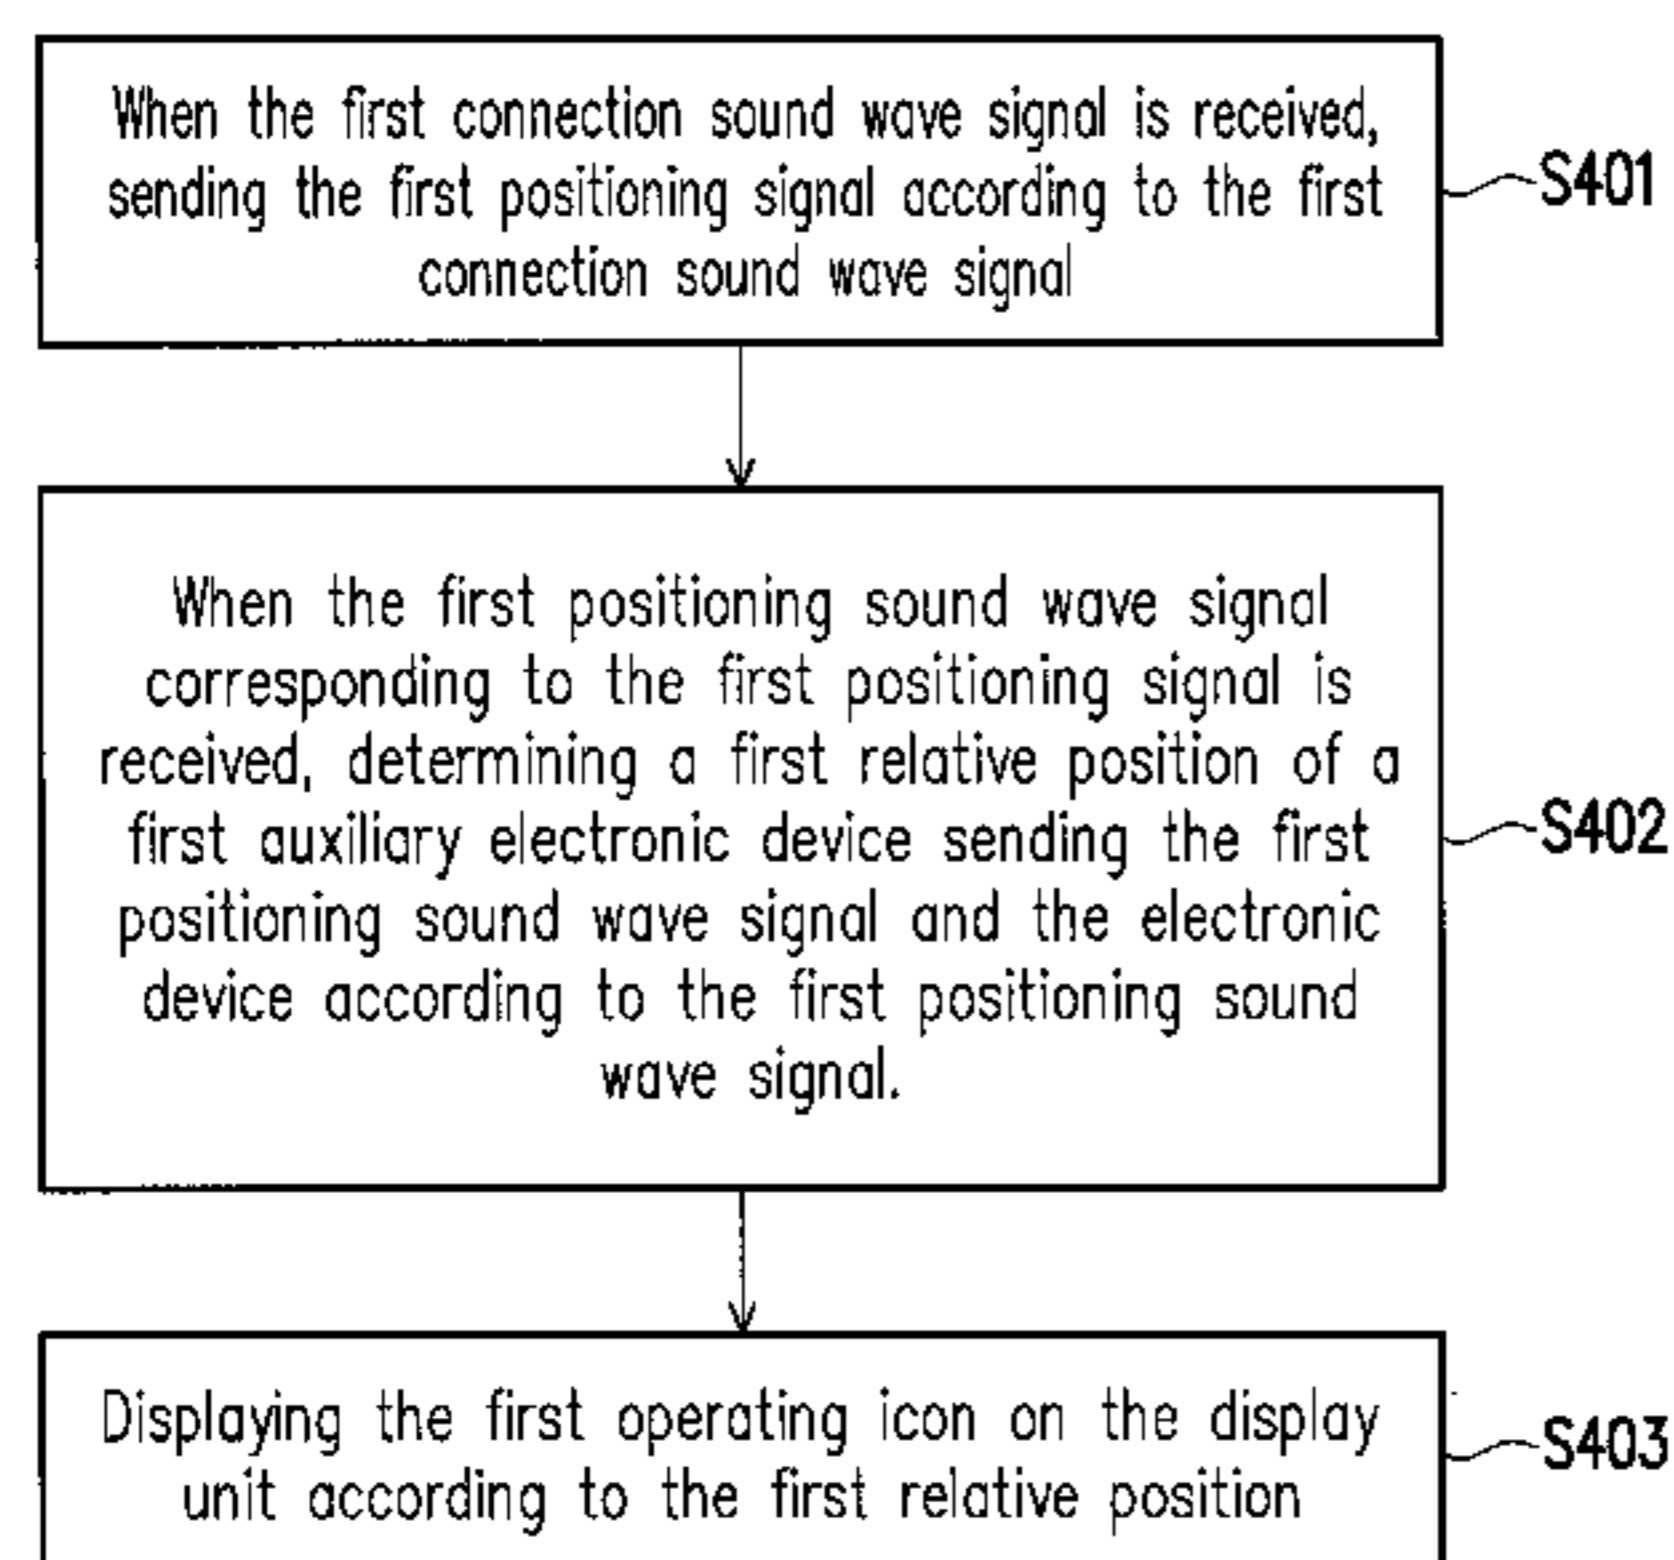 When the first connection sound wave signal is received,
sending the first positioning signal according to the first
connection sound wave signal
S401
When the first positioning sound wave signal
corresponding to the first positioning signal is
received, determining a first relative position of a
first auxiliary electronic device sending the first
positioning sound wave signal and the electronic
device according to the first positioning sound
wave signal.
S402
Displaying the first operating icon on the display
unit according to the first relative position
S403